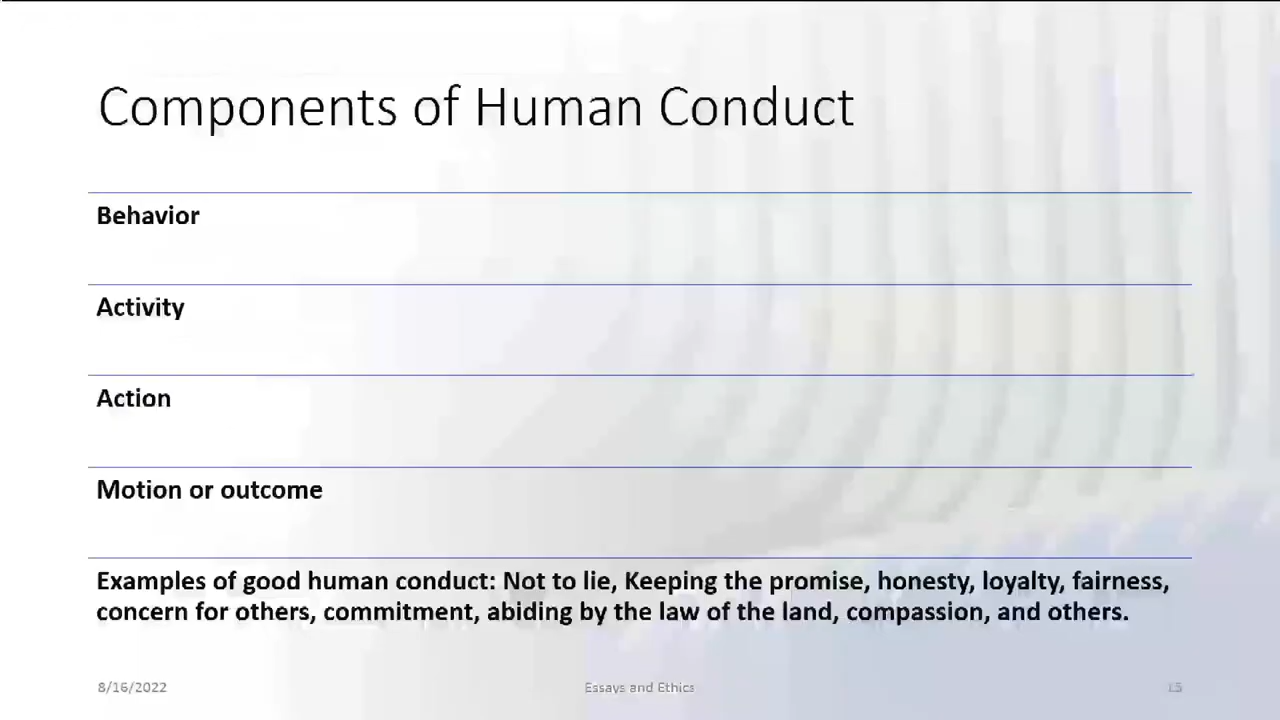 Components of Human Conduct
Behavior
Activity
Action
Motion or outcome
Examples of good human conduct: Not to lie, Keeping the promise, honesty, loyalty, fairness,
concern for others, commitment, abiding by the law of the land, compassion, and others.
8/16/2022
Essays and Ethics
15